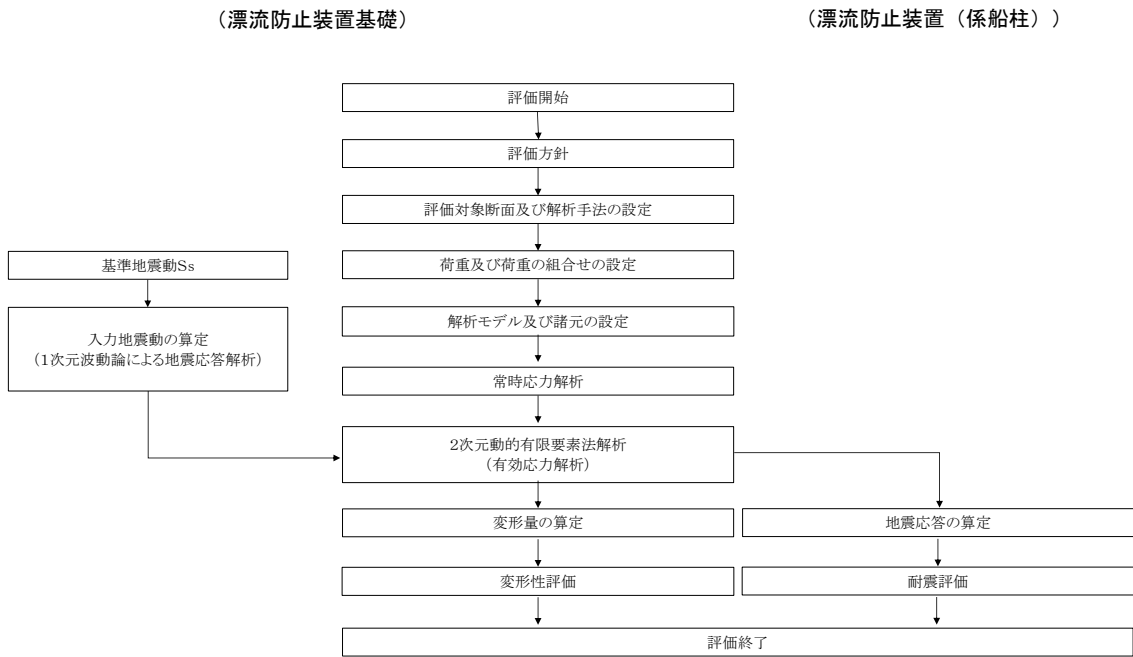 （漂流防止装置基礎）
（漂流防止装置（係船柱））
評価開始
評価方針
評価対象断面及び解析手法の設定
基準地震動Ss
荷重及び荷重の組合せの設定
入力地震動の算定
（1次元波動論による地震応答解析）
解析モデル及び諸元の設定
常時応力解析
2次元動的有限要素法解析
（有効応力解析）
変形量の算定
地震応答の算定
変形性評価
耐震評価
評価終了